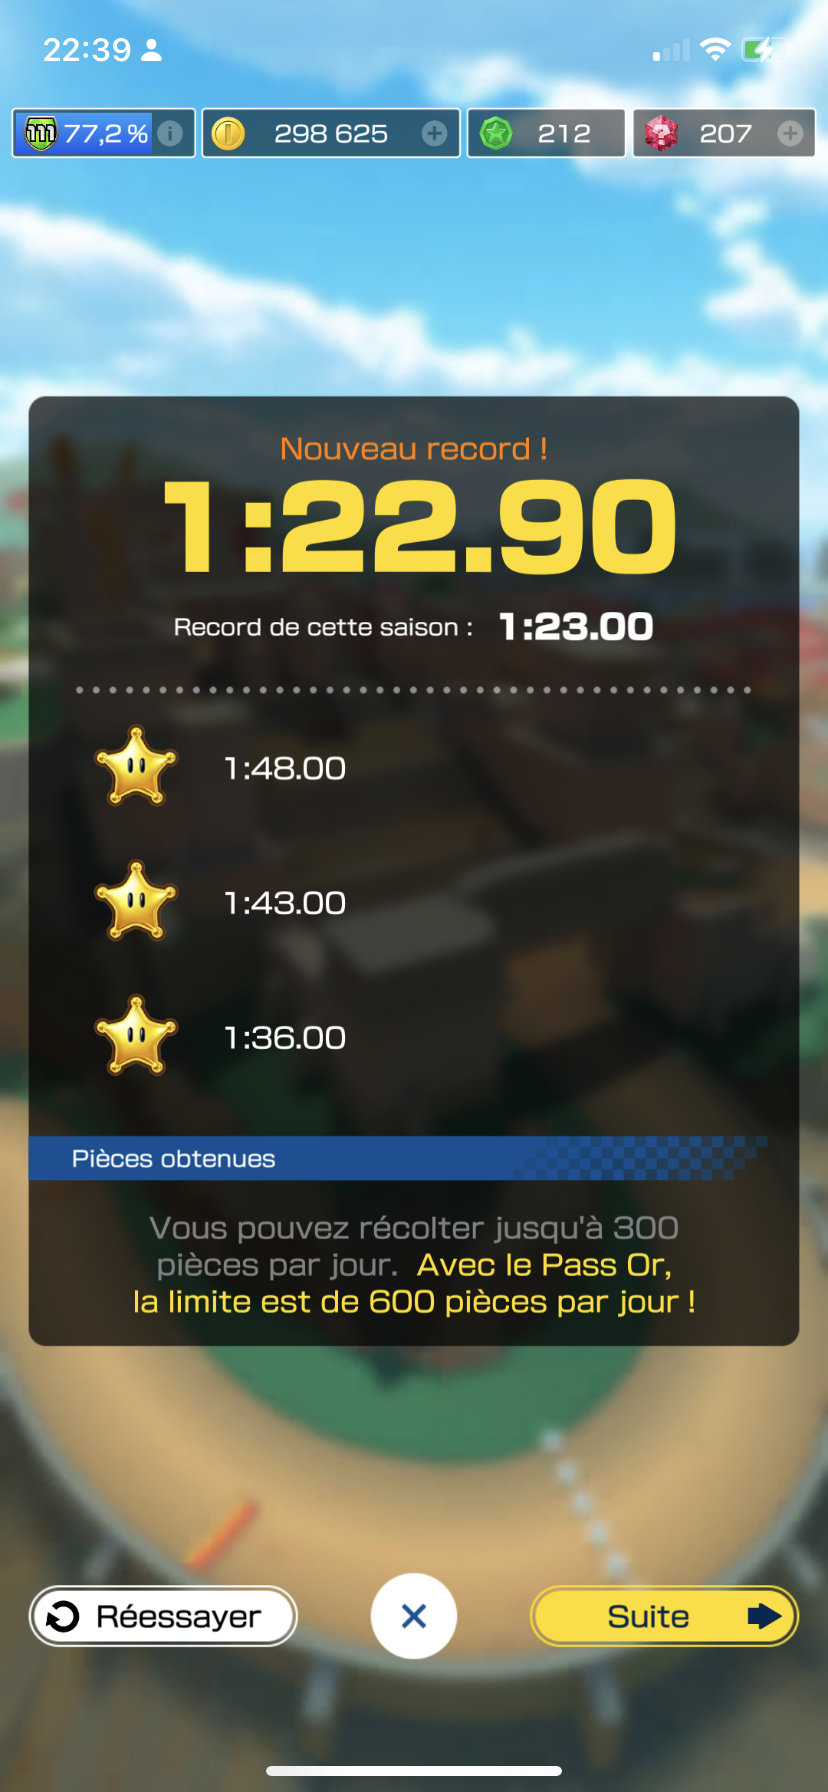 22:39
111 77,2 % i 298 625 + 212 207 +
Nouveau record !
1:22.90
Record de cette saison : 1:23.00
1:48.00
1:43.00
1:36.00
Pièces obtenues
Vous pouvez récolter jusqu'à 300
pièces par jour. Avec le Pass Or,
la limite est de 600 pièces par jour !
Réessayer
Suite